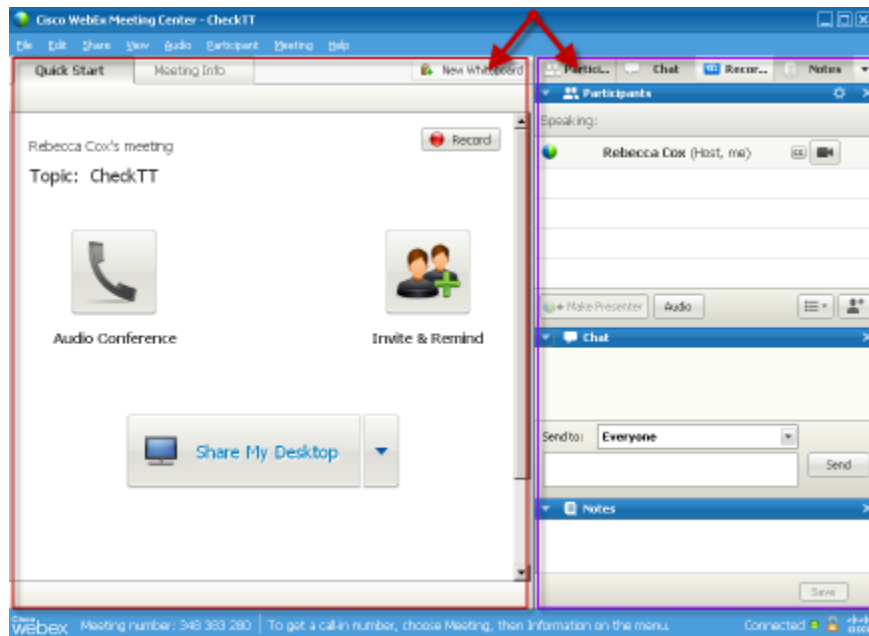 Cisco WebEx Meeting Center - CheckTT
File Edit Share View Audio Participant Meeting Help
Quick Start Meeting Info New Whiteboard
Partici... Chat Recor... Notes
Participants
Speaking:
Rebecca Cox (Host, me)
Rebecca Cox's meeting
Record
Topic: CheckTT
Audio Conference
Invite & Remind
Share My Desktop
Make Presenter Audio
Chat
Send to: Everyone
Send
Notes
Save
Cisco
webex Meeting number: 348 383 280 To get a call-in number, choose Meeting, then Information on the menu. Connected